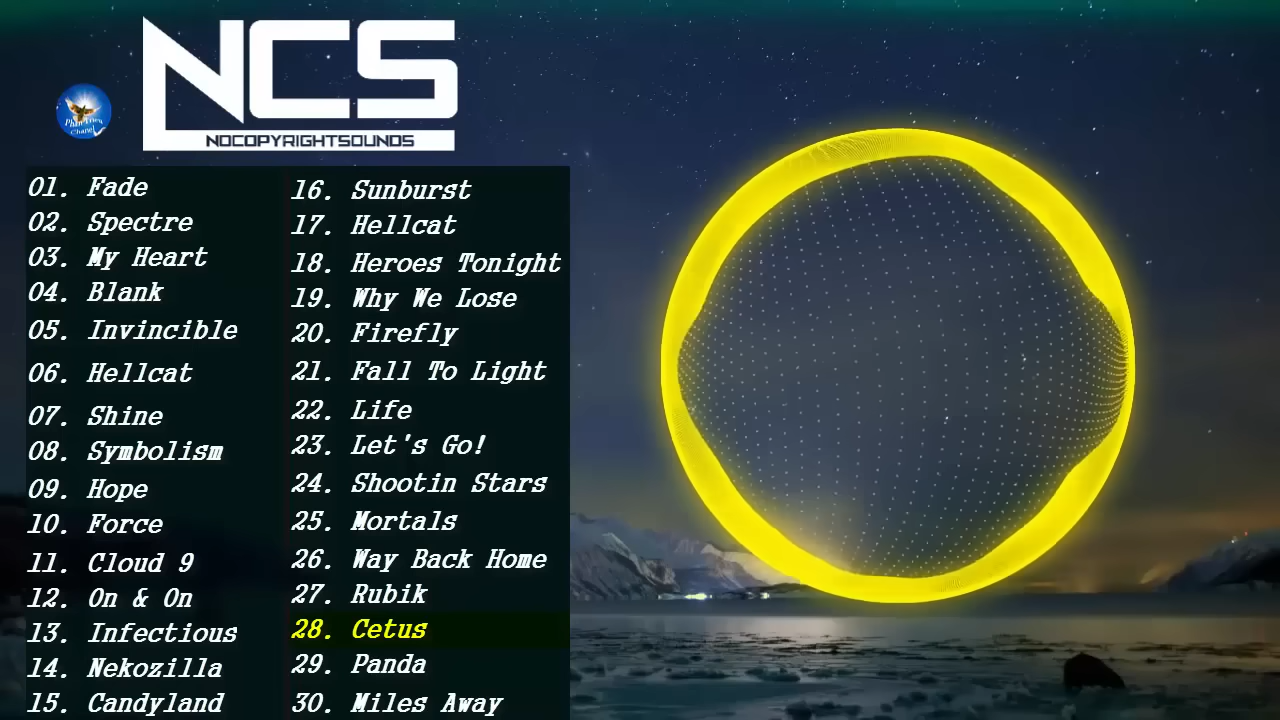 NCS
NOCOPYRIGHTSOUNDS
Chanel
01. Fade
02. Spectre
03. My Heart
04. Blank
05. Invincible
06. Hellcat
07. Shine
08. Symbolism
09. Hope
10. Force
11. Cloud 9
12. On & On
13. Infectious
14. Nekozilla
15. Candyland
16. Sunburst
17. Hellcat
18. Heroes Tonight
19. Why We Lose
20. Firefly
21. Fall To Light
22. Life
23. Let's Go!
24. Shootin Stars
25. Mortals
26. Way Back Home
27. Rubik
28. Cetus
29. Panda
30. Miles Away